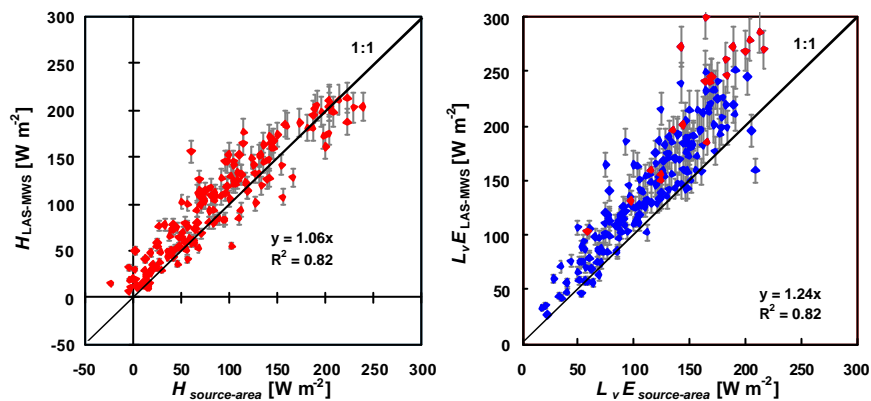 300
250
200
150
100
50
0
-50
H LAS-MWS [W m-2]
1:1
y = 1.06x
R2 = 0.82
-50 0 50 100 150 200 250 300
H source-area [W m-2]
300
250
200
150
100
50
0
LvE LAS-MWS [W m-2]
1:1
y = 1.24x
R2 = 0.82
0 50 100 150 200 250 300
LvE source-area [W m-2]